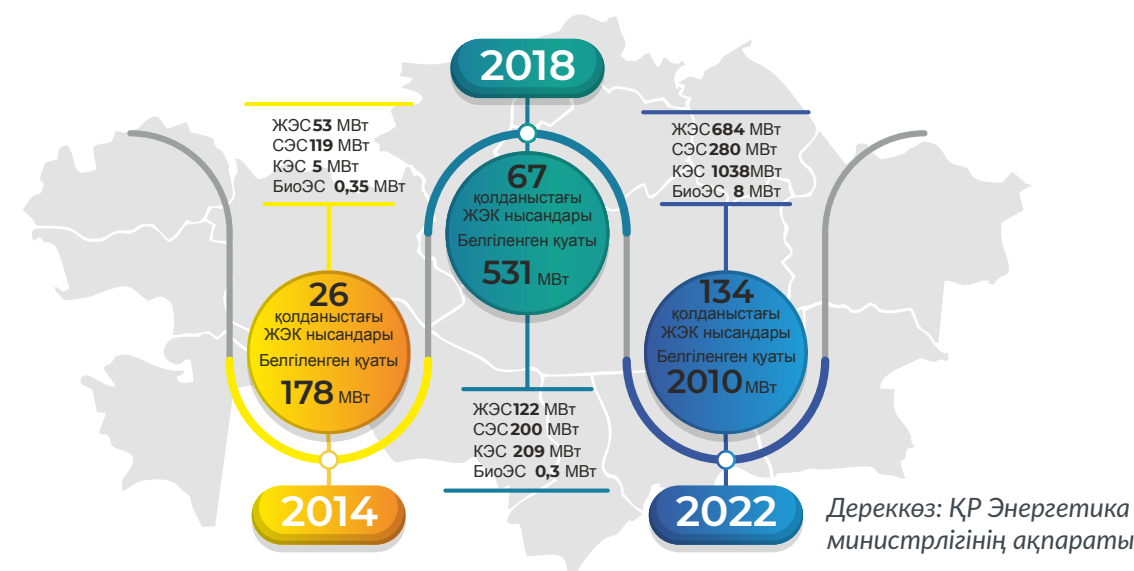 2018
ЖЭС53 МВт
СЭС119 МВт
КЭС 5 МВт
БиоЭС 0,35 МВт
ЖЭС684 МВт
СЭС280 МВт
КЭС 1038МВт
БиоЭС 8 МВт
67
қолданыстағы
ЖЭК нысандары
Белгіленген қуаты
531 МВт
26
қолданыстағы
ЖЭК нысандары
Белгіленген қуаты
178 МВт
134
қолданыстағы
ЖЭК нысандары
Белгіленген қуаты
2010 МВт
ЖЭС122 МВт
СЭС200 МВт
КЭС 209 МВт
БиоЭС 0,3 МВт
2014
2022
Дереккөз: ҚР Энергетика
министрлігінің ақпараты